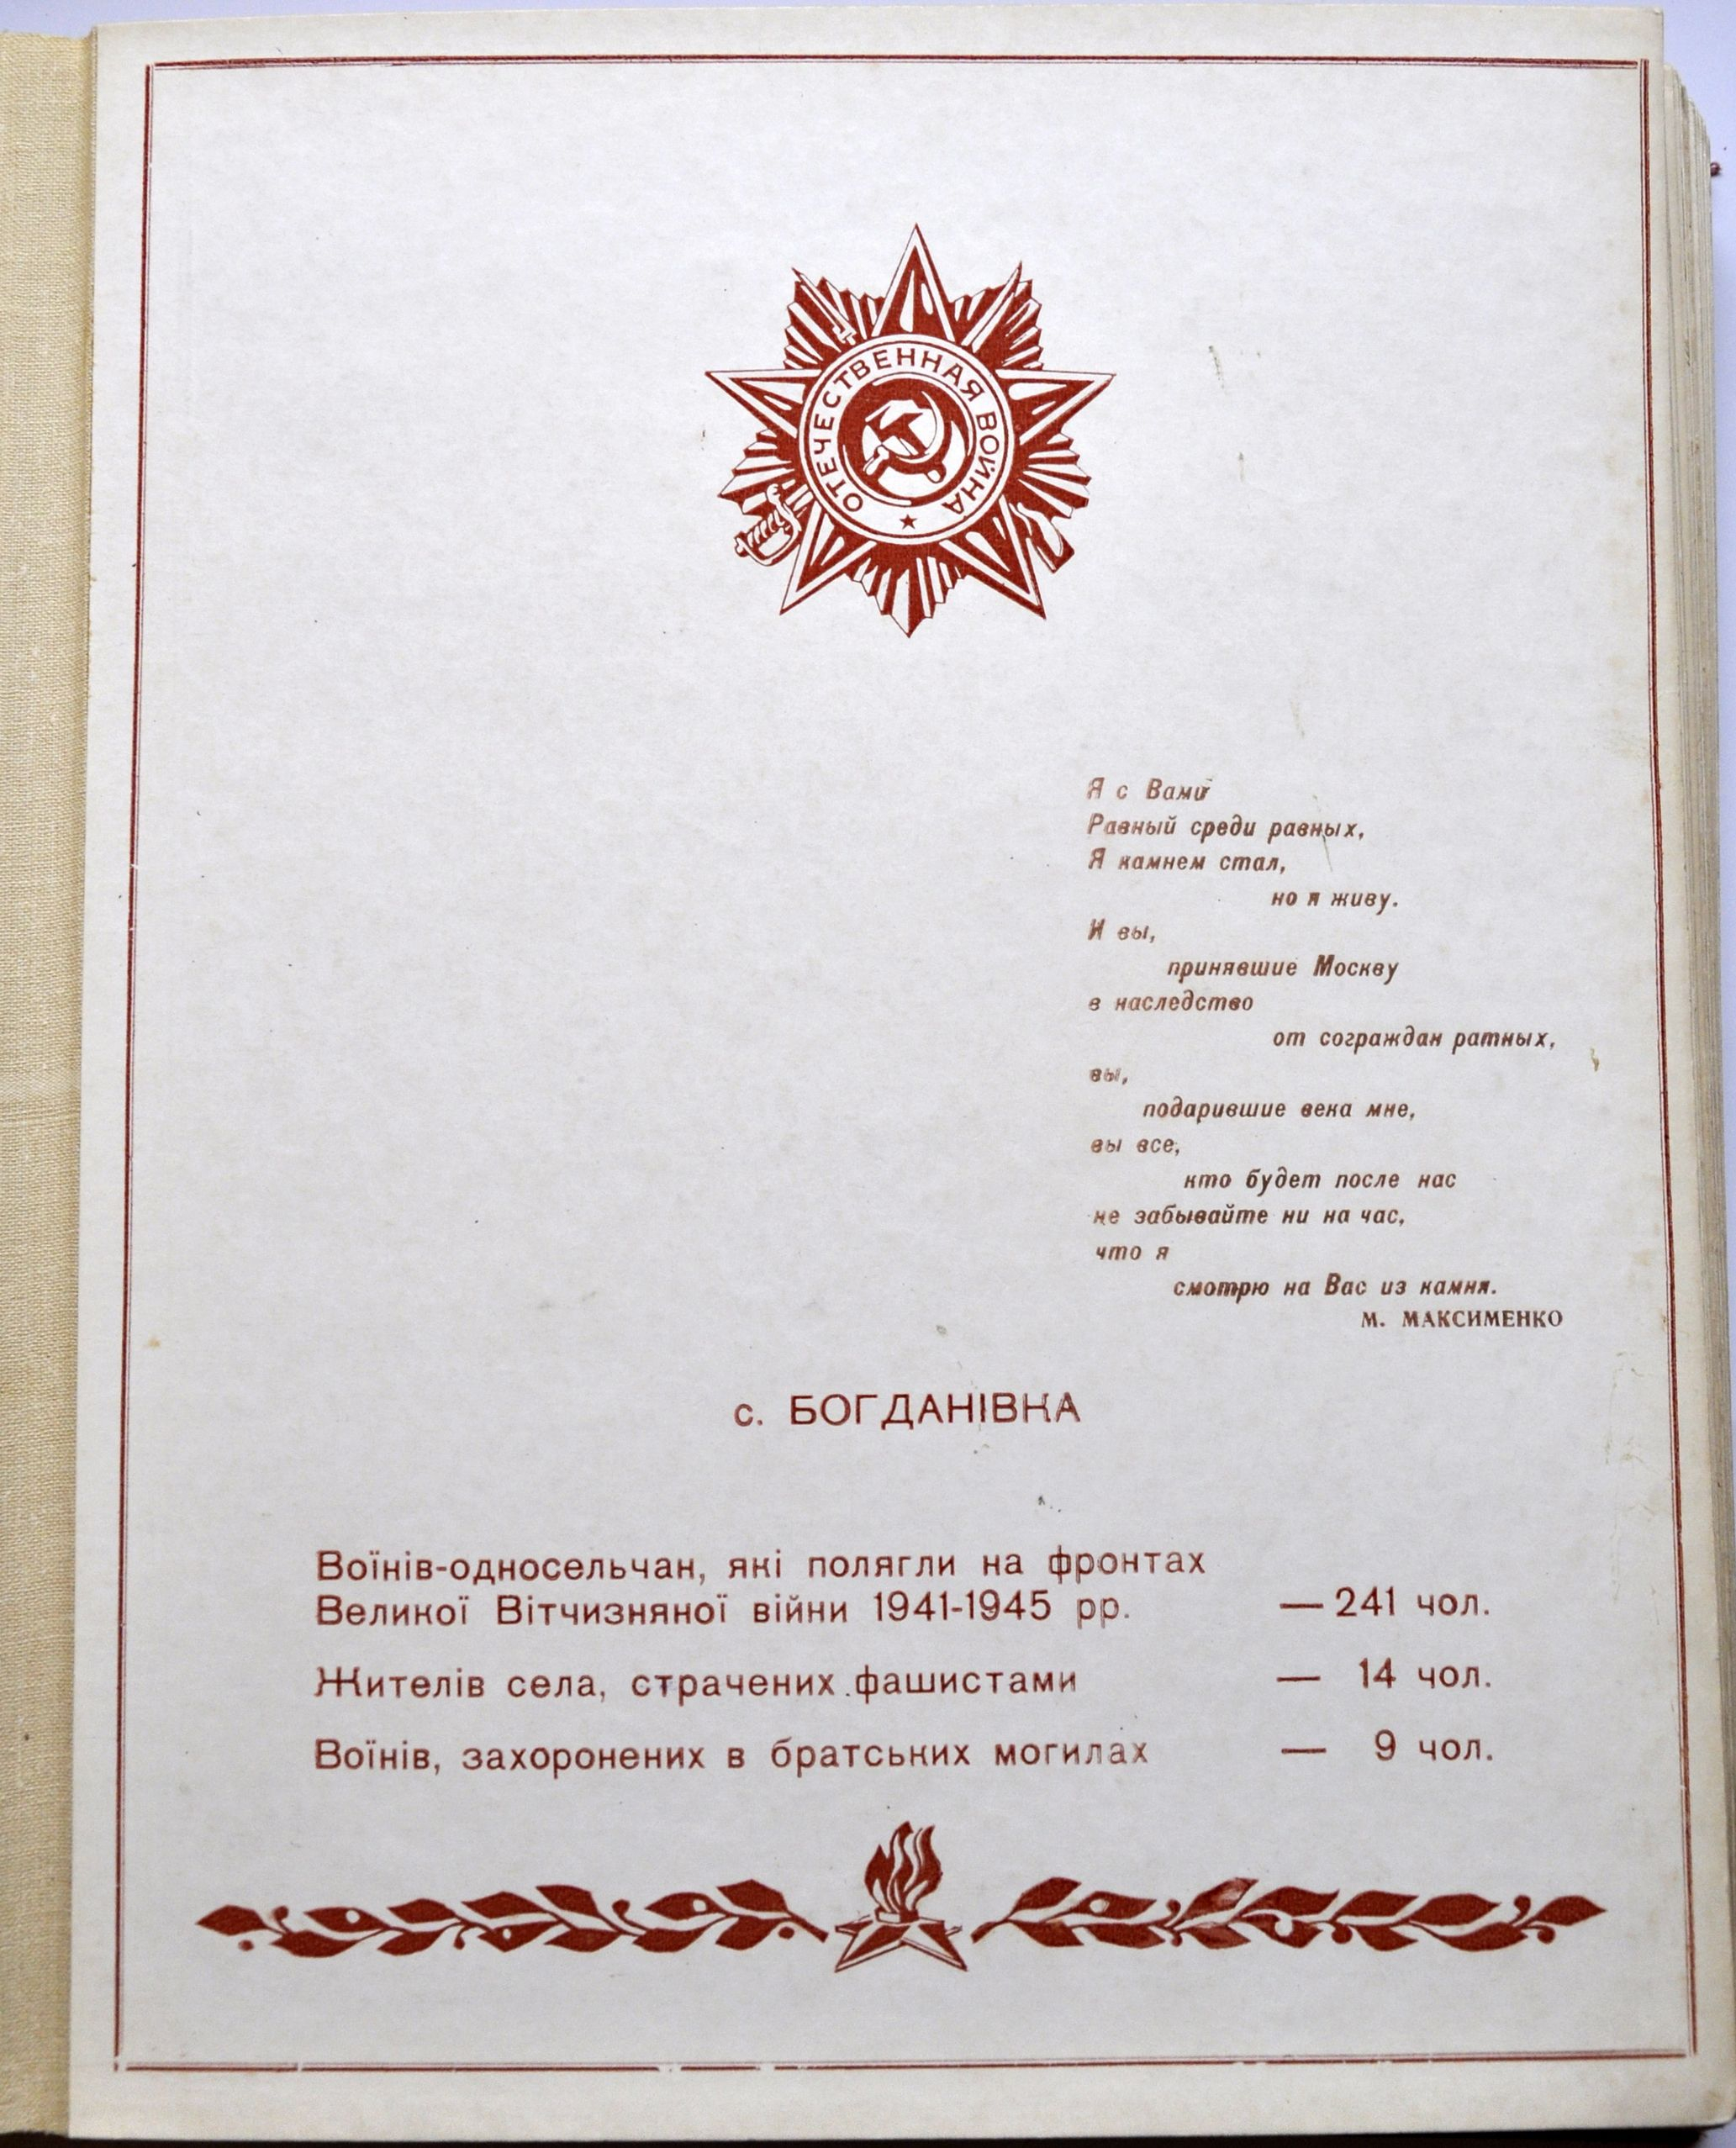 ОТЕЧЕСТВЕННАЯ ВОЙНА
Я с Вами
Равный среди равных,
Я камнем стал,
но я живу.
И вы,
принявшие Москву
в наследство
от сограждан ратных,
вы,
подарившие века мне,
вы все,
кто будет после нас
не забывайте ни на час,
что я
смотрю на Вас из камня.
М. МАКСИМЕНКО
с. БОГДАНІВКА
Воїнів-односельчан, які полягли на фронтах
Великої Вітчизняної війни 1941-1945 рр. — 241 чол.
Жителів села, страчених фашистами — 14 чол.
Воїнів, захоронених в братських могилах — 9 чол.